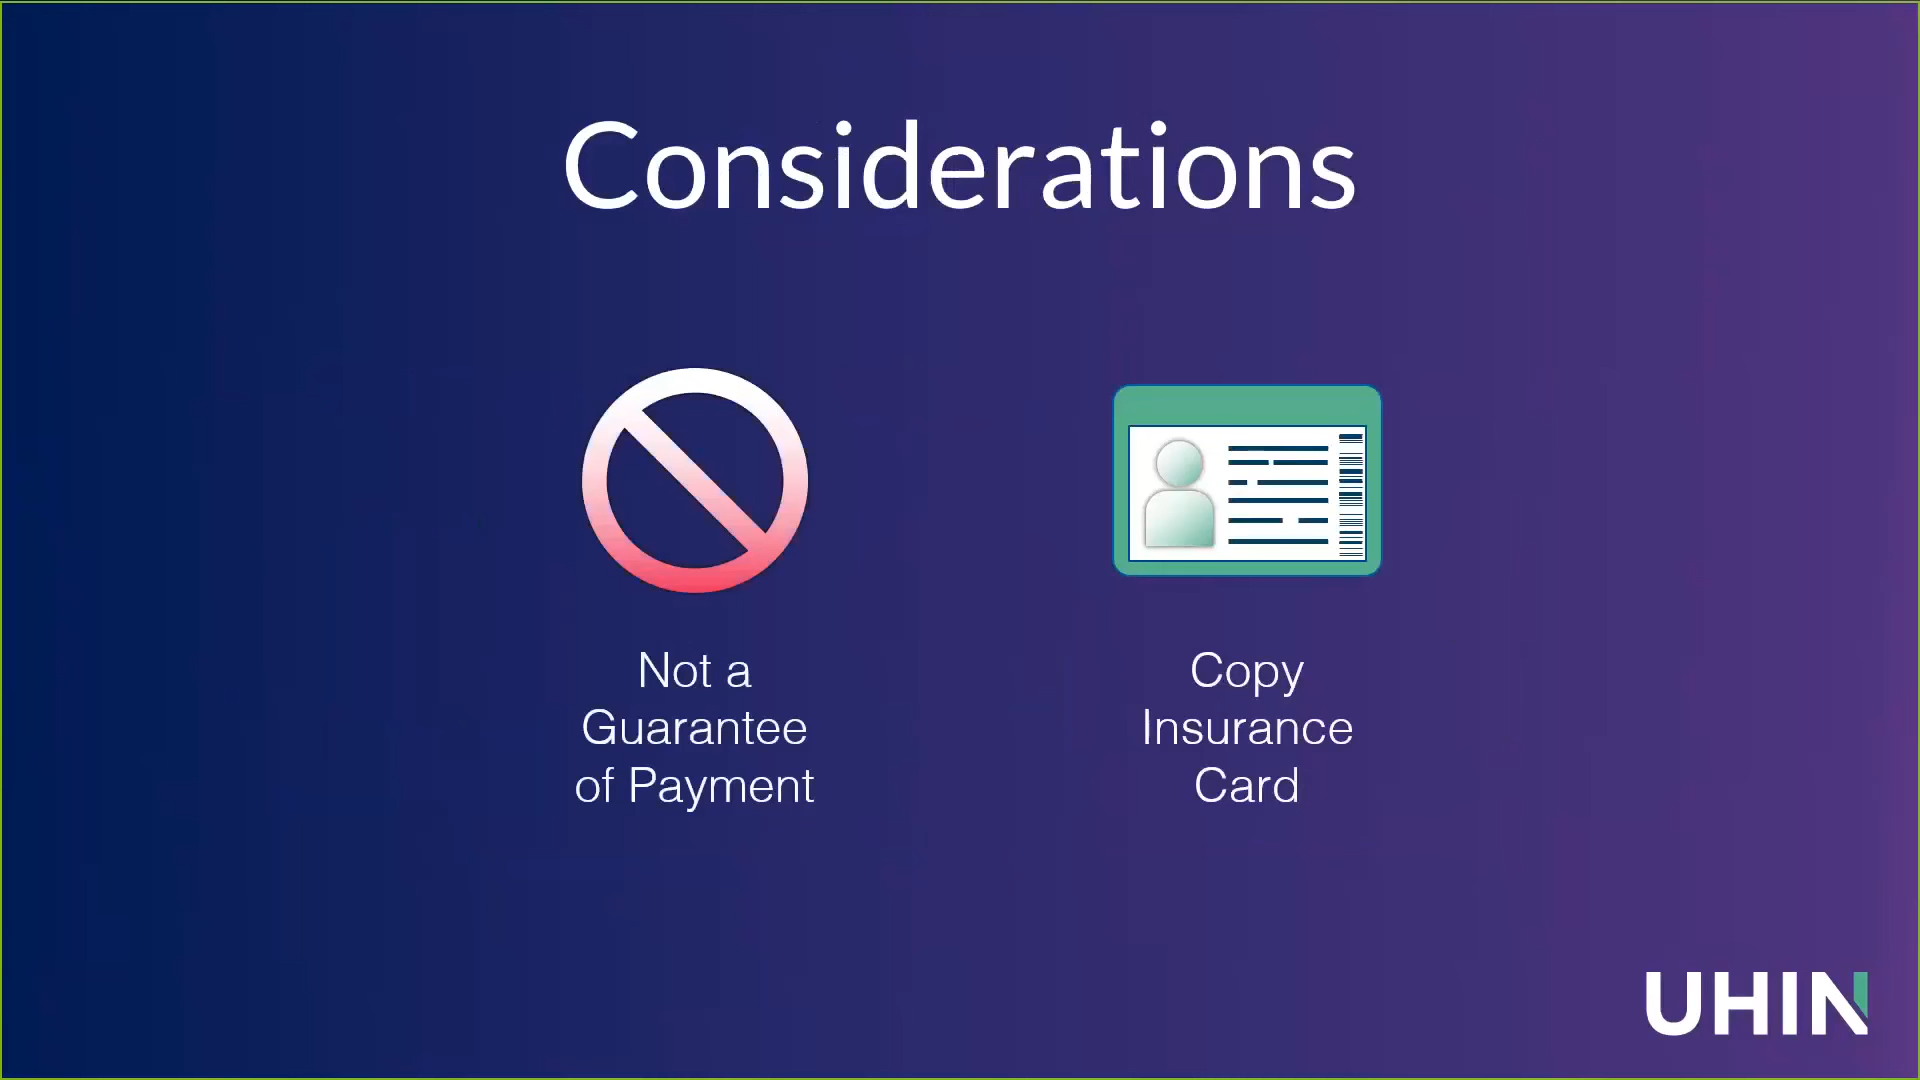 Considerations
Not a
Guarantee
of Payment
Copy
Insurance
Card
UHIN